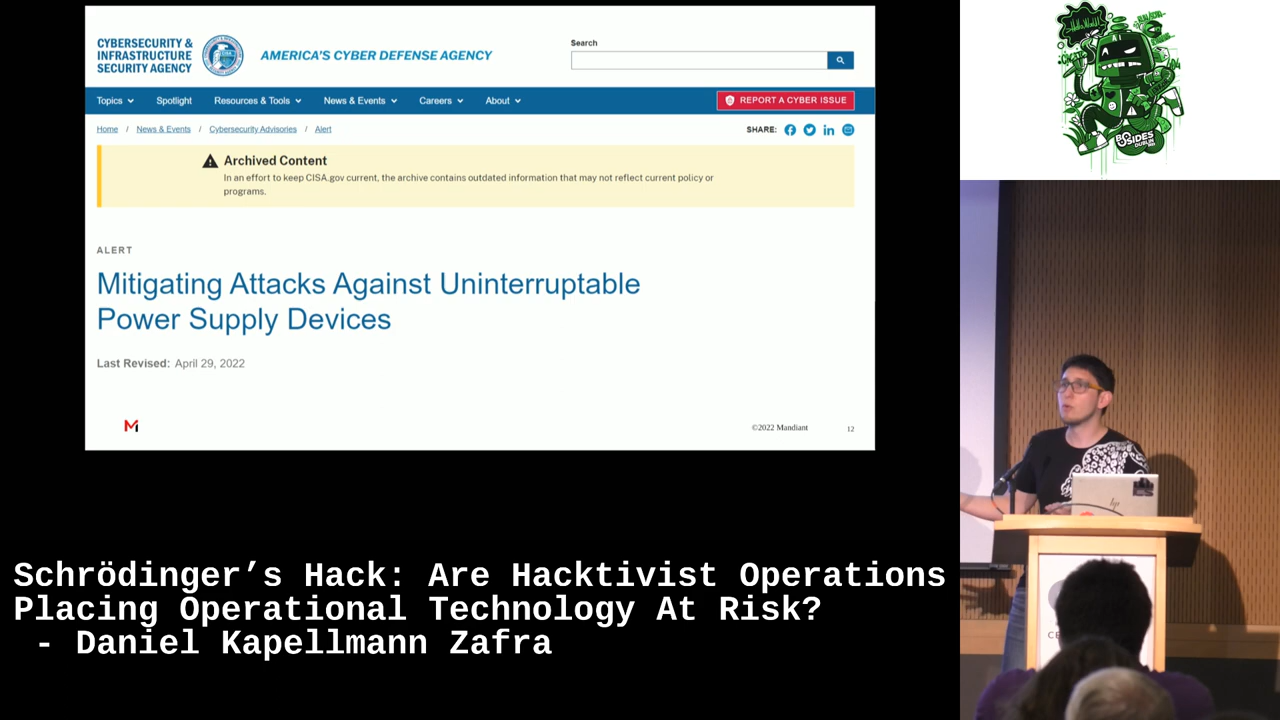 CYBERSECURITY &
INFRASTRUCTURE
SECURITY AGENCY
AMERICA'S CYBER DEFENSE AGENCY
Search
Topics
Spotlight
Resources & Tools
News & Events
Careers
About
REPORT A CYBER ISSUE
Home / News & Events / Cybersecurity Advisories / Alert
SHARE:
Archived Content
In an effort to keep CISA.gov current, the archive contains outdated information that may not reflect current policy or
programs.
ALERT
Mitigating Attacks Against Uninterruptable
Power Supply Devices
Last Revised: April 29, 2022
©2022 Mandiant
12
BSIDES
DUBLIN
hp
Schrödinger’s Hack: Are Hacktivist Operations
Placing Operational Technology At Risk?
- Daniel Kapellmann Zafra